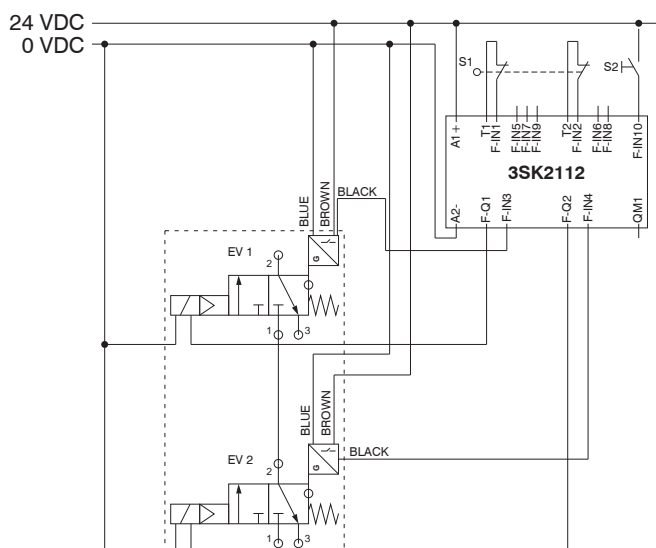 24 VDC
0 VDC
S1
S2
A1+
T1
F-IN1
F-IN5
F-IN7
F-IN9
T2
F-IN2
F-IN6
F-IN8
F-IN10
3SK2112
A2-
F-Q1
F-IN3
F-Q2
F-IN4
QM1
BLUE
BROWN
BLACK
EV 1
2
G
1
3
BLUE
BROWN
BLACK
EV 2
2
G
1
3